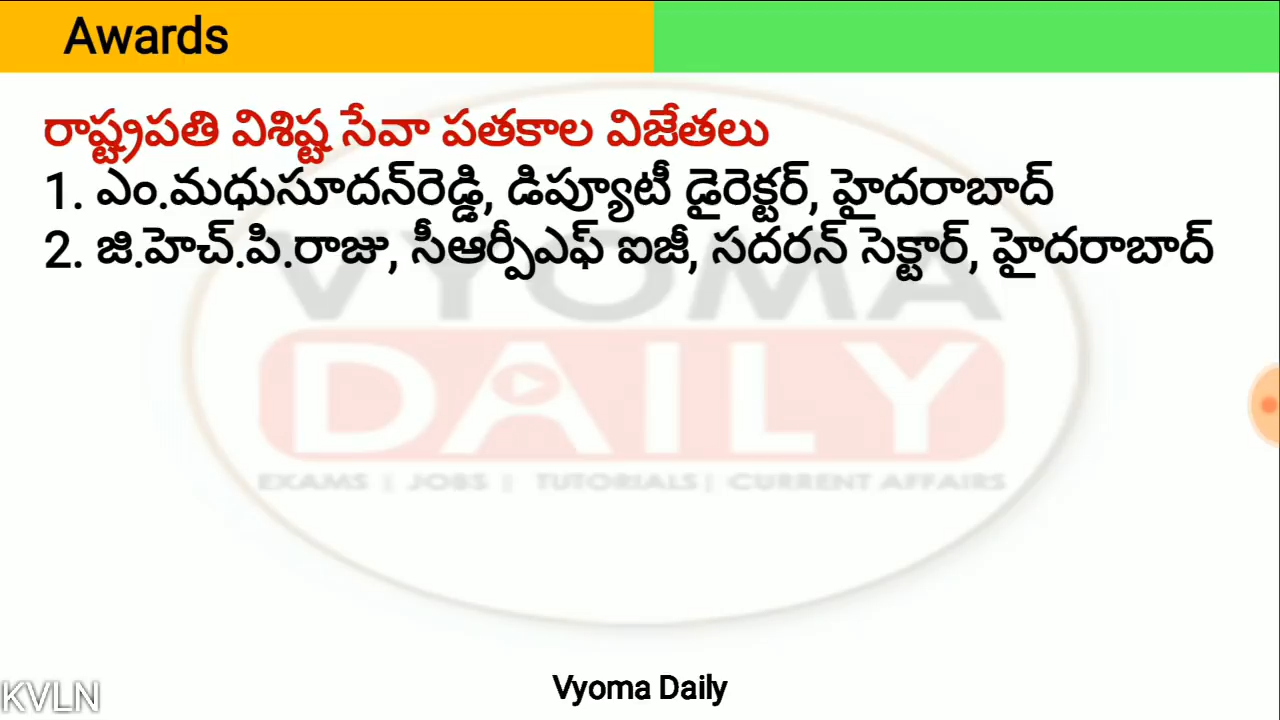 Awards
రాష్ట్రపతి విశిష్ట సేవా పతకాల విజేతలు
1. ఎం.మధుసూదన్‌రెడ్డి, డిప్యూటీ డైరెక్టర్, హైదరాబాద్
2. జి.హెచ్.పి.రాజు, సీఆర్పీఎఫ్ ఐజీ, సదరన్ సెక్టార్, హైదరాబాద్
VYOMA
DAILY
EXAMS | JOBS | TUTORIALS | CURRENT AFFAIRS
Vyoma Daily
KVLN